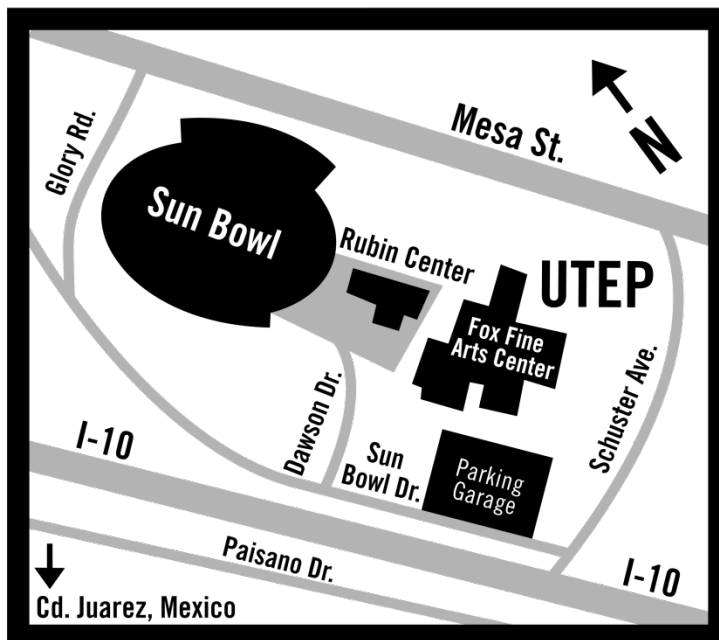 Mesa St.
N
Glory Rd.
Sun Bowl
Rubin Center
UTEP
Fox Fine
Arts Center
Schuster Ave.
Dawson Dr.
I-10
Sun
Bowl Dr.
Parking
Garage
Paisano Dr.
I-10
Cd. Juarez, Mexico